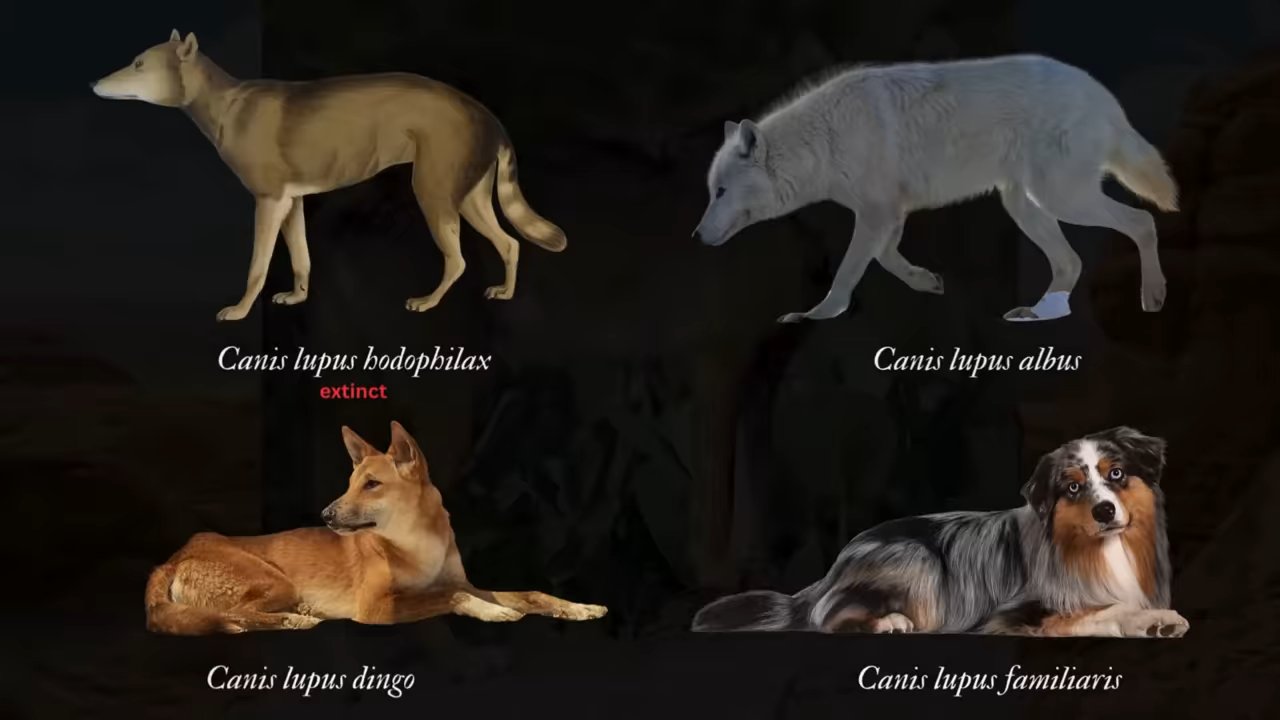 Canis lupus hodophilax
extinct
Canis lupus albus
Canis lupus dingo
Canis lupus familiaris